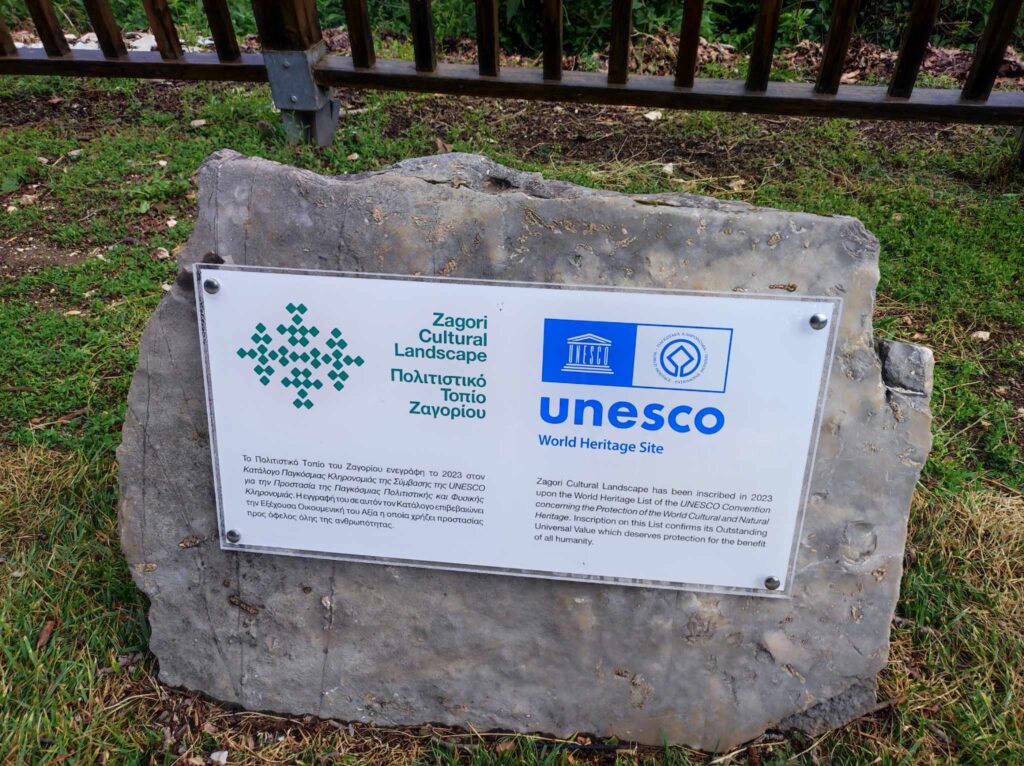 Zagori
Cultural
Landscape
Πολιτιστικό
Τοπίο
Ζαγορίου
Το Πολιτιστικό Τοπίο του Ζαγορίου ενεγράφη το 2023 στον
Κατάλογο Παγκόσμιας Κληρονομιάς της Σύμβασης της UNESCO
για την Προστασία της Παγκόσμιας Πολιτιστικής και Φυσικής
Κληρονομιάς. Η εγγραφή του σε αυτόν τον Κατάλογο επιβεβαιώνει
την Εξέχουσα Οικουμενική του Αξία η οποία χρήζει προστασίας
προς όφελος όλης της ανθρωπότητας.
UNESCO
unesco
World Heritage Site
Zagori Cultural Landscape has been inscribed in 2023
upon the World Heritage List of the UNESCO Convention
concerning the Protection of the World Cultural and Natural
Heritage. Inscription on this List confirms its Outstanding
Universal Value which deserves protection for the benefit
of all humanity.